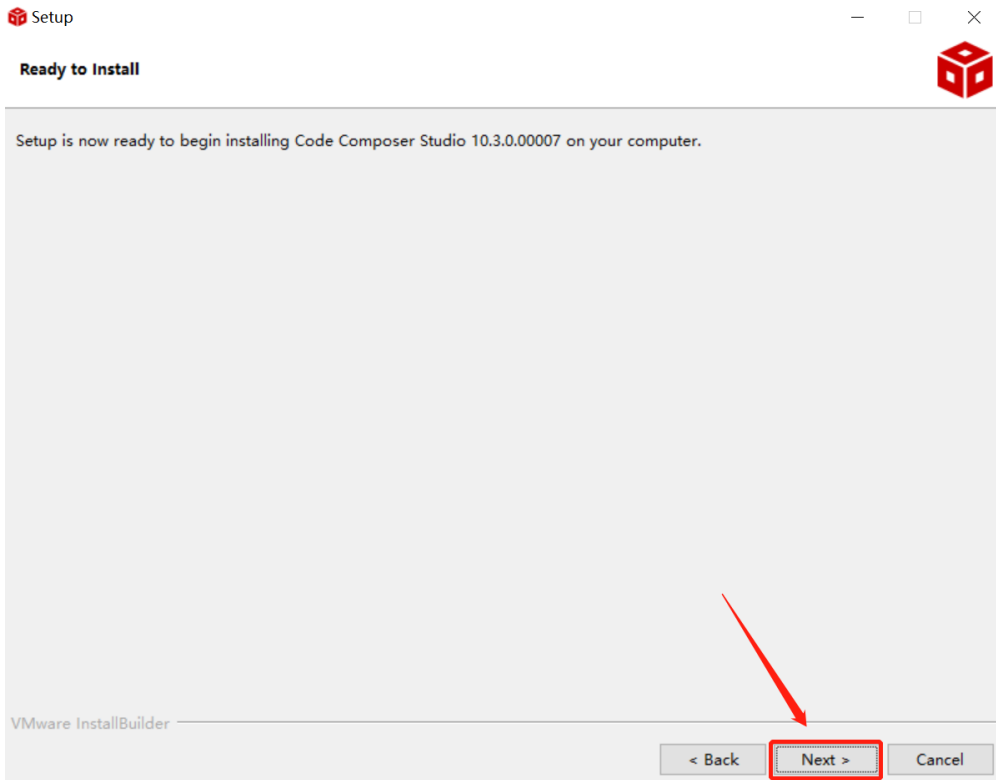 Setup
Ready to Install
Setup is now ready to begin installing Code Composer Studio 10.3.0.00007 on your computer.
VMware InstallBuilder
< Back Next > Cancel